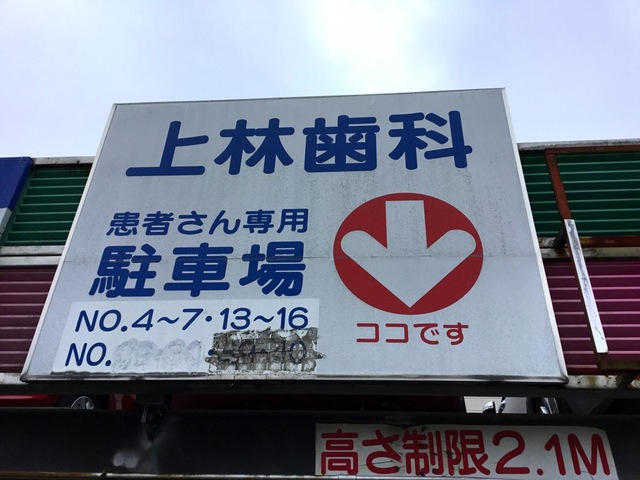 上林歯科
患者さん専用
駐車場
NO.4〜7・13〜16
NO.
ココです
高さ制限2.1M